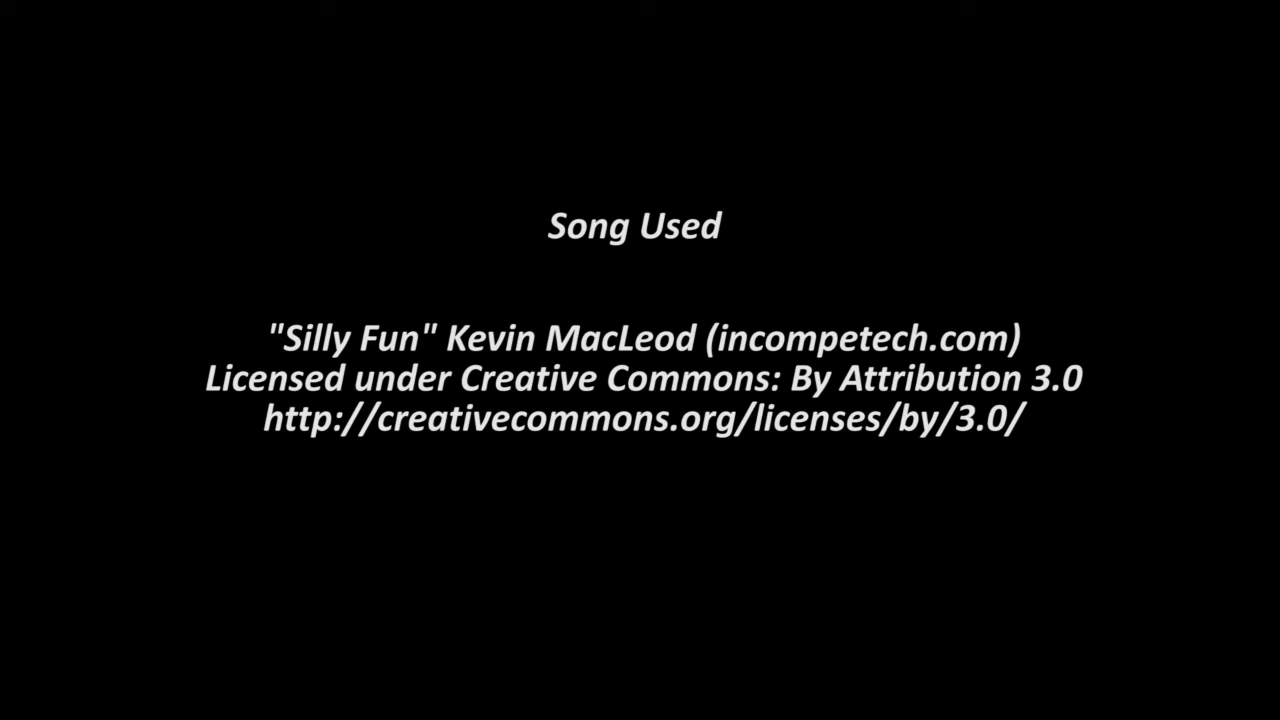 Song Used
"Silly Fun" Kevin MacLeod (incompetech.com)
Licensed under Creative Commons: By Attribution 3.0
http://creativecommons.org/licenses/by/3.0/